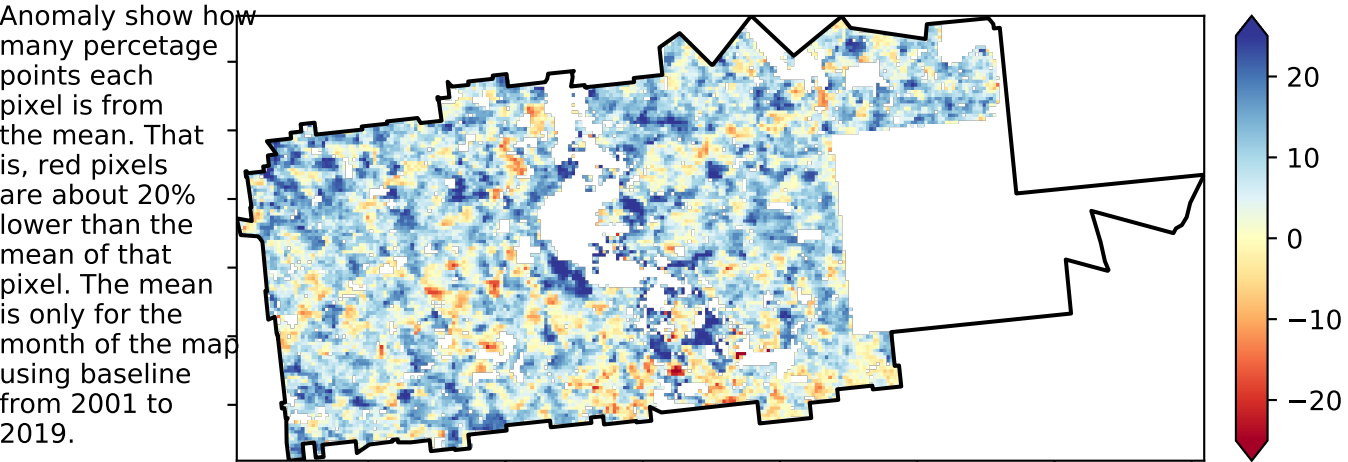 Anomaly show how
many percetage
points each
pixel is from
the mean. That
is, red pixels
are about 20%
lower than the
mean of that
pixel. The mean
is only for the
month of the map
using baseline
from 2001 to
2019.
20
10
0
−10
−20